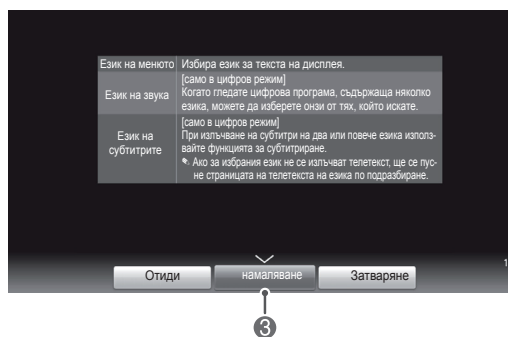 Език на менюто Избира език за текста на дисплея.
[само в цифров режим]
Език на звука Когато гледате цифрова програма, съдържаща няколко
езика, можете да изберете онзи от тях, който искате.
[само в цифров режим]
Език на
субтитрите
При излъчване на субтитри на два или повече езика използ-
вайте функцията за субтитриране.
Ако за избрания език не се излъчват телетекст, ще се пус-
не страницата на телетекста на езика по подразбиране.
1
Отиди намаляване Затваряне
3